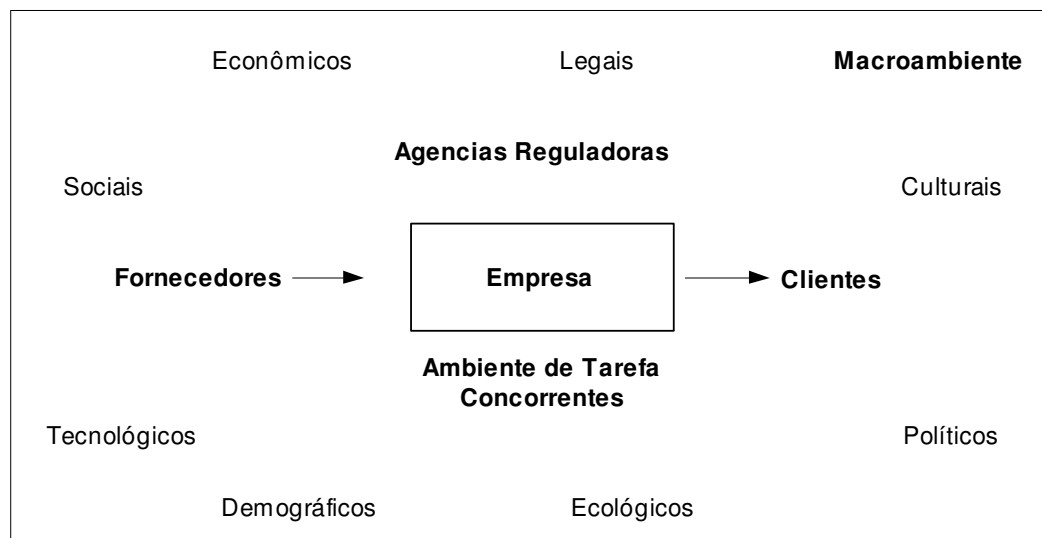 Econômicos Legais Macroambiente
Agencias Reguladoras
Sociais Culturais
Fornecedores Empresa Clientes
Ambiente de Tarefa
Concorrentes
Tecnológicos Políticos
Demográficos Ecológicos